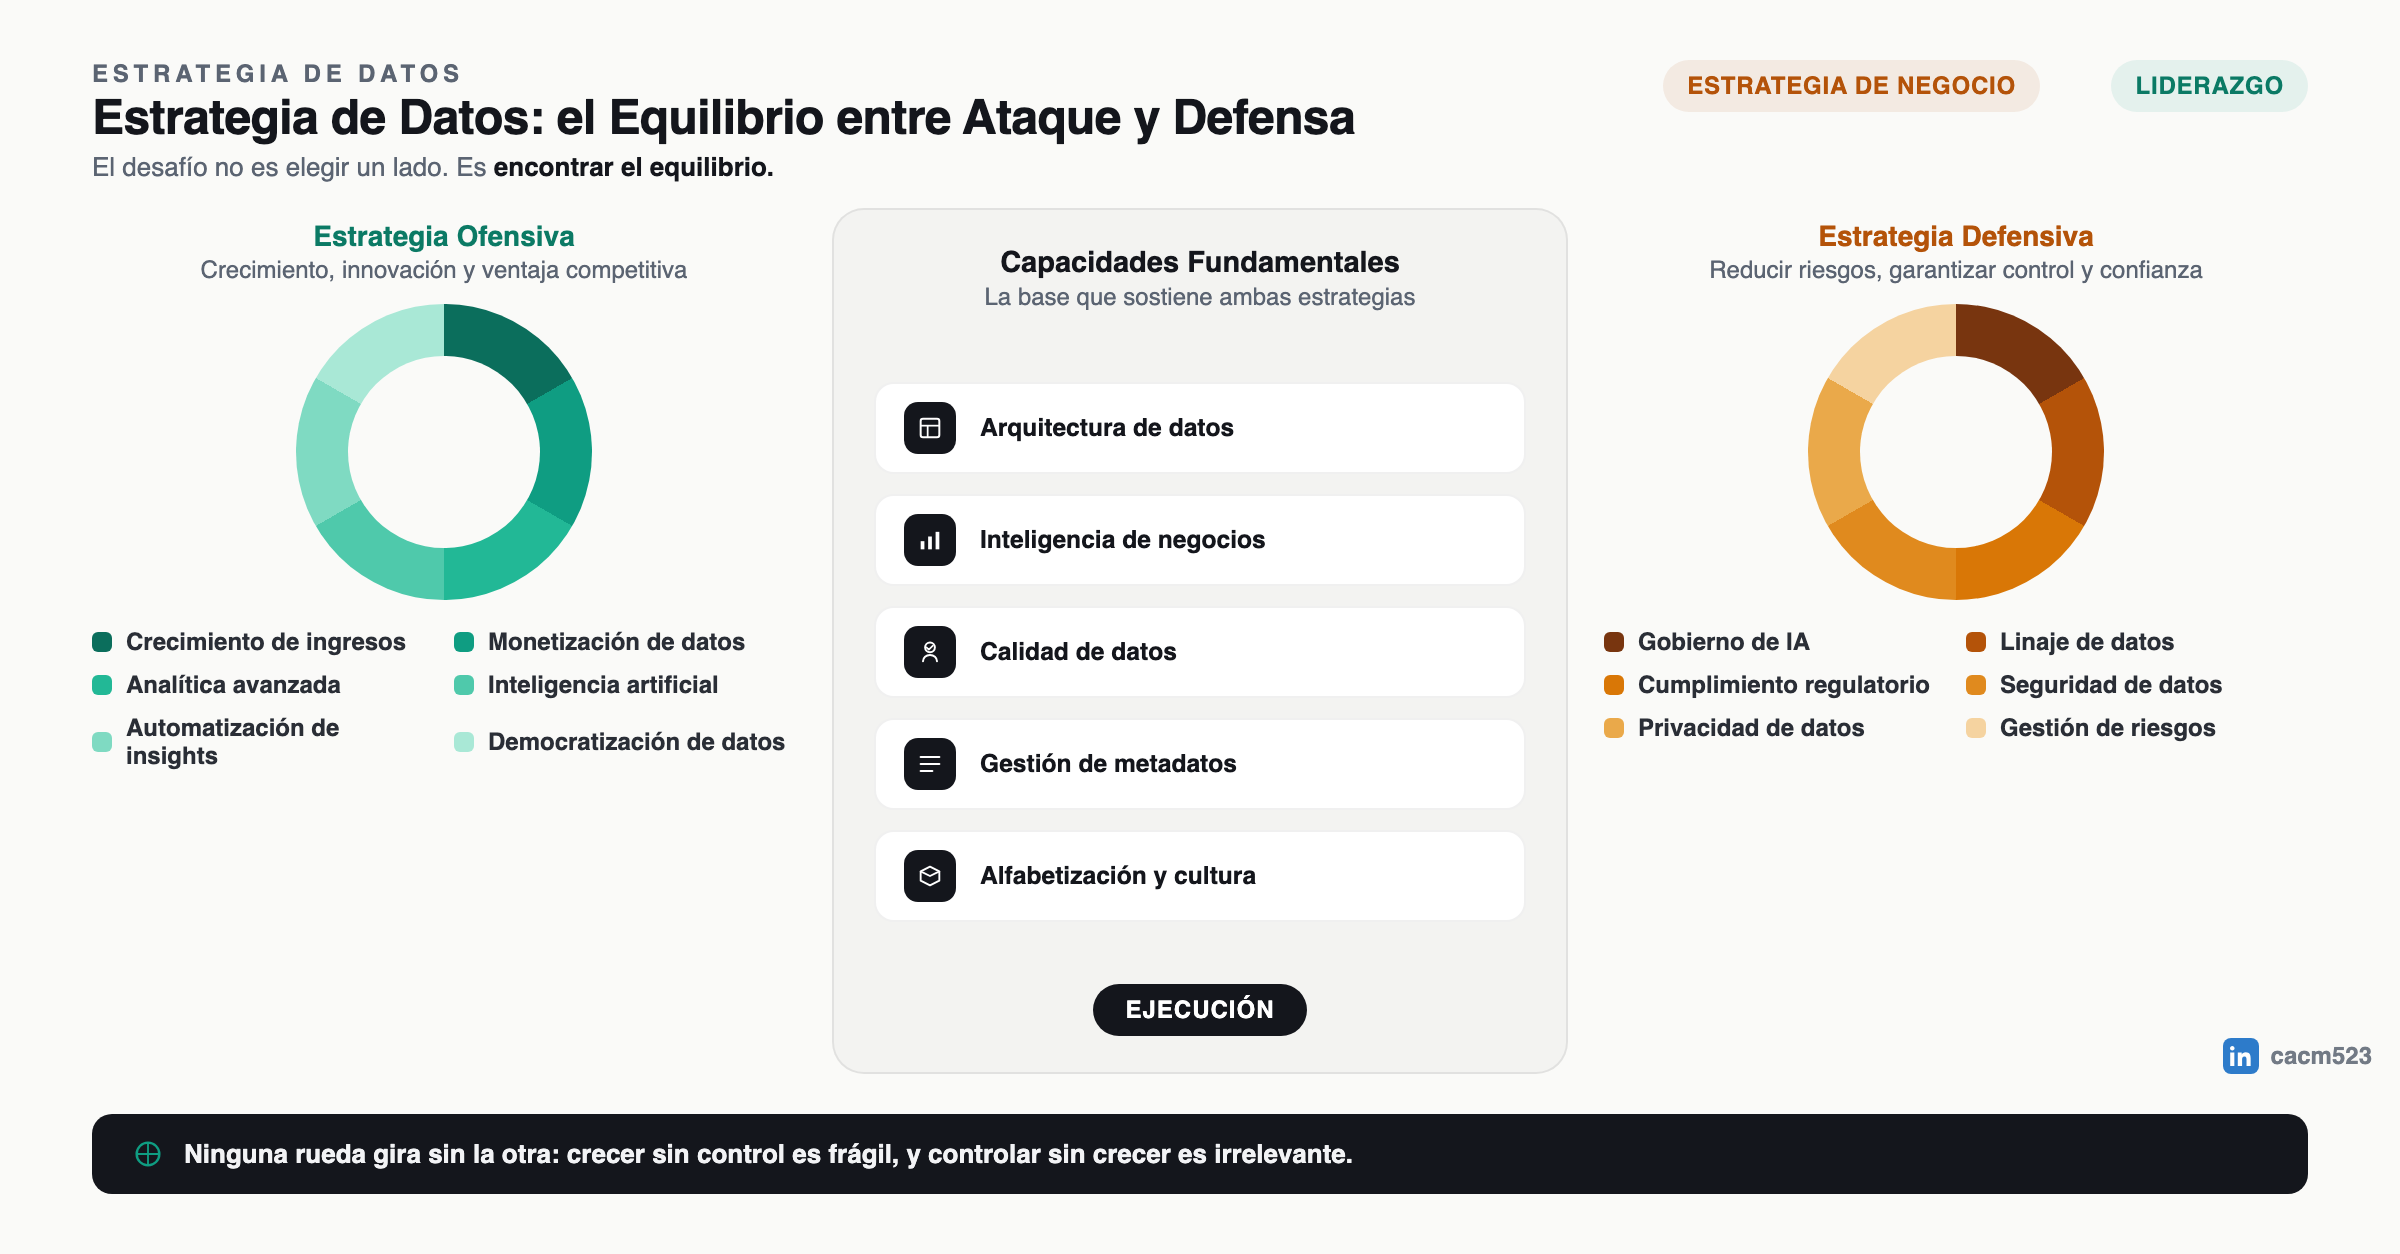 ESTRATEGIA DE DATOS
Estrategia de Datos: el Equilibrio entre Ataque y Defensa
El desafío no es elegir un lado. Es encontrar el equilibrio.
ESTRATEGIA DE NEGOCIO
LIDERAZGO
Estrategia Ofensiva
Crecimiento, innovación y ventaja competitiva
Crecimiento de ingresos
Monetización de datos
Analítica avanzada
Inteligencia artificial
Automatización de
insights
Democratización de datos
Capacidades Fundamentales
La base que sostiene ambas estrategias
Arquitectura de datos
Inteligencia de negocios
Calidad de datos
Gestión de metadatos
Alfabetización y cultura
EJECUCIÓN
Estrategia Defensiva
Reducir riesgos, garantizar control y confianza
Gobierno de IA
Linaje de datos
Cumplimiento regulatorio
Seguridad de datos
Privacidad de datos
Gestión de riesgos
in cacm523
Ninguna rueda gira sin la otra: crecer sin control es frágil, y controlar sin crecer es irrelevante.